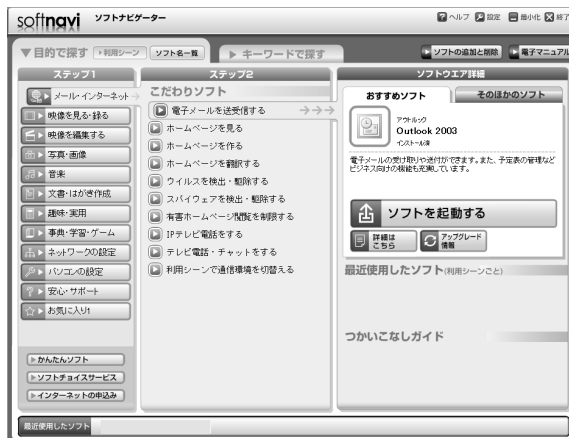 softnavi ソフトナビゲーター
ヘルプ 設定 最小化 終了
目的で探す 利用シーン ソフト名一覧 キーワードで探す ソフトの追加と削除 電子マニュアル
ステップ1
メール・インターネット
映像を見る・録る
映像を編集する
写真・画像
音楽
文書・はがき作成
趣味・実用
事典・学習・ゲーム
ネットワークの設定
パソコンの設定
安心・サポート
お気に入り1
かんたんソフト
ソフトチョイスサービス
インターネットの申込み
ステップ2
こだわりソフト
電子メールを送受信する
ホームページを見る
ホームページを作る
ホームページを翻訳する
ウイルスを検出・駆除する
スパイウェアを検出・駆除する
有害ホームページ閲覧を制限する
IPテレビ電話をする
テレビ電話・チャットをする
利用シーンで通信環境を切替える
ソフトウエア詳細
おすすめソフト そのほかのソフト
アウトルック
Outlook 2003
インストール済
電子メールの受け取りや送付ができます。また、予定表の管理など
ビジネス向けの機能も充実しています。
ソフトを起動する
詳細は
こちら
アップグレード
情報
最近使用したソフト(利用シーンごと)
つかいこなしガイド
最近使用したソフト